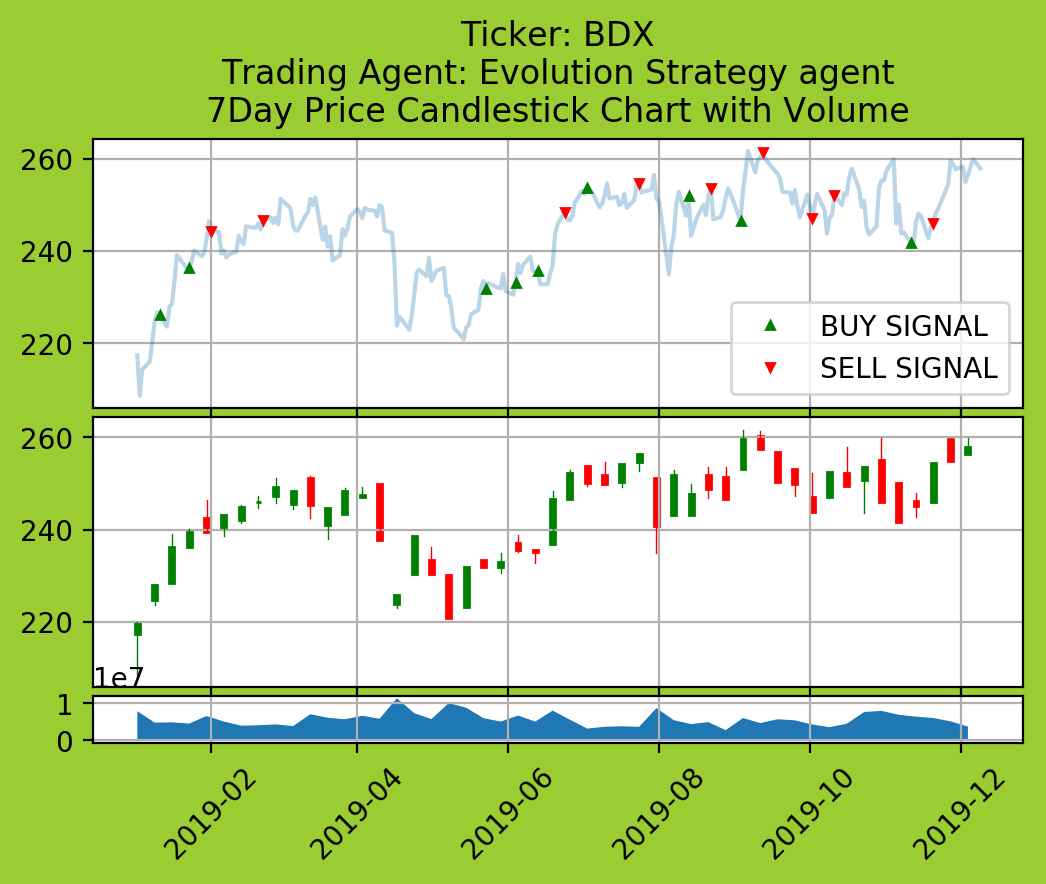 Ticker: BDX
Trading Agent: Evolution Strategy agent
7Day Price Candlestick Chart with Volume
260
240
220
BUY SIGNAL
SELL SIGNAL
260
240
220
1e7
1
0
2019-02
2019-04
2019-06
2019-08
2019-10
2019-12